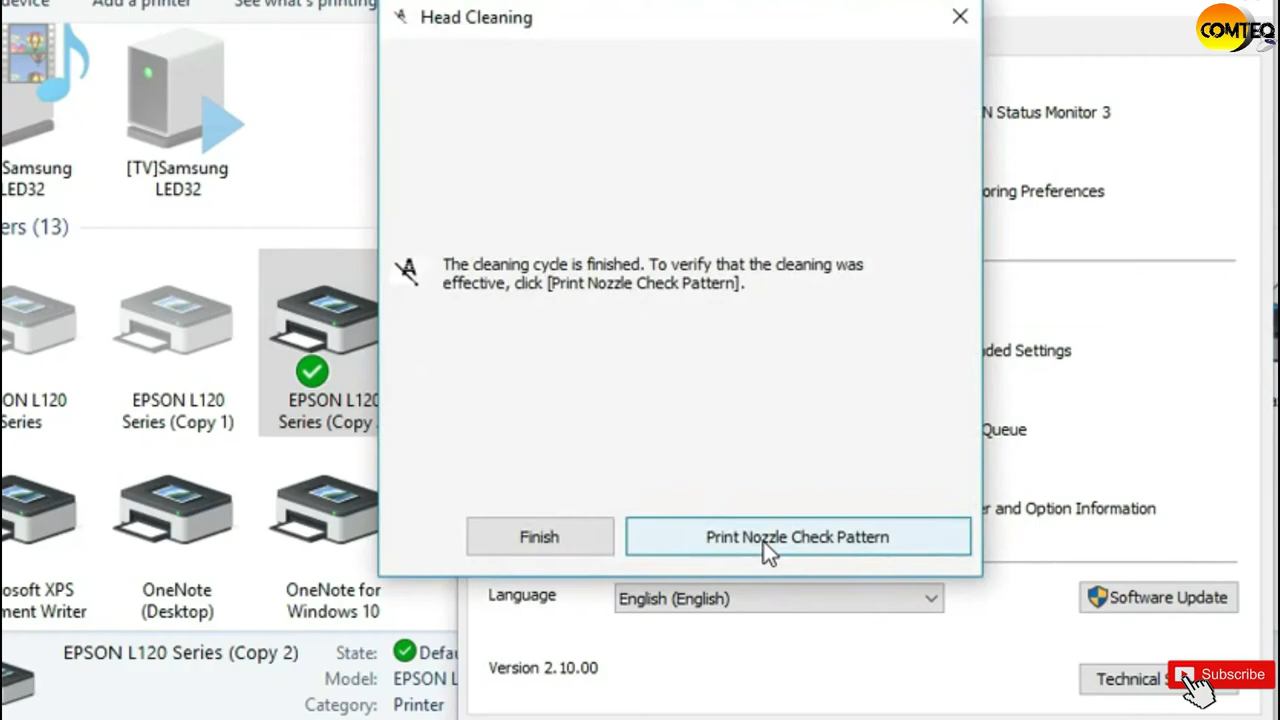 device
Add a printer
See what's printing
Head Cleaning
COMTEQ
N Status Monitor 3
Samsung
LED32
[TV]Samsung
LED32
oring Preferences
ers (13)
The cleaning cycle is finished. To verify that the cleaning was
effective, click [Print Nozzle Check Pattern].
ded Settings
ON L120
Series
EPSON L120
Series (Copy 1)
EPSON L120
Series (Copy
Queue
er and Option Information
Finish
Print Nozzle Check Pattern
osoft XPS
ment Writer
OneNote
(Desktop)
OneNote for
Windows 10
Language
English (English)
Software Update
EPSON L120 Series (Copy 2)
State:
Defau
Model:
EPSON L
Category:
Printer
Version 2.10.00
Technical S
Subscribe